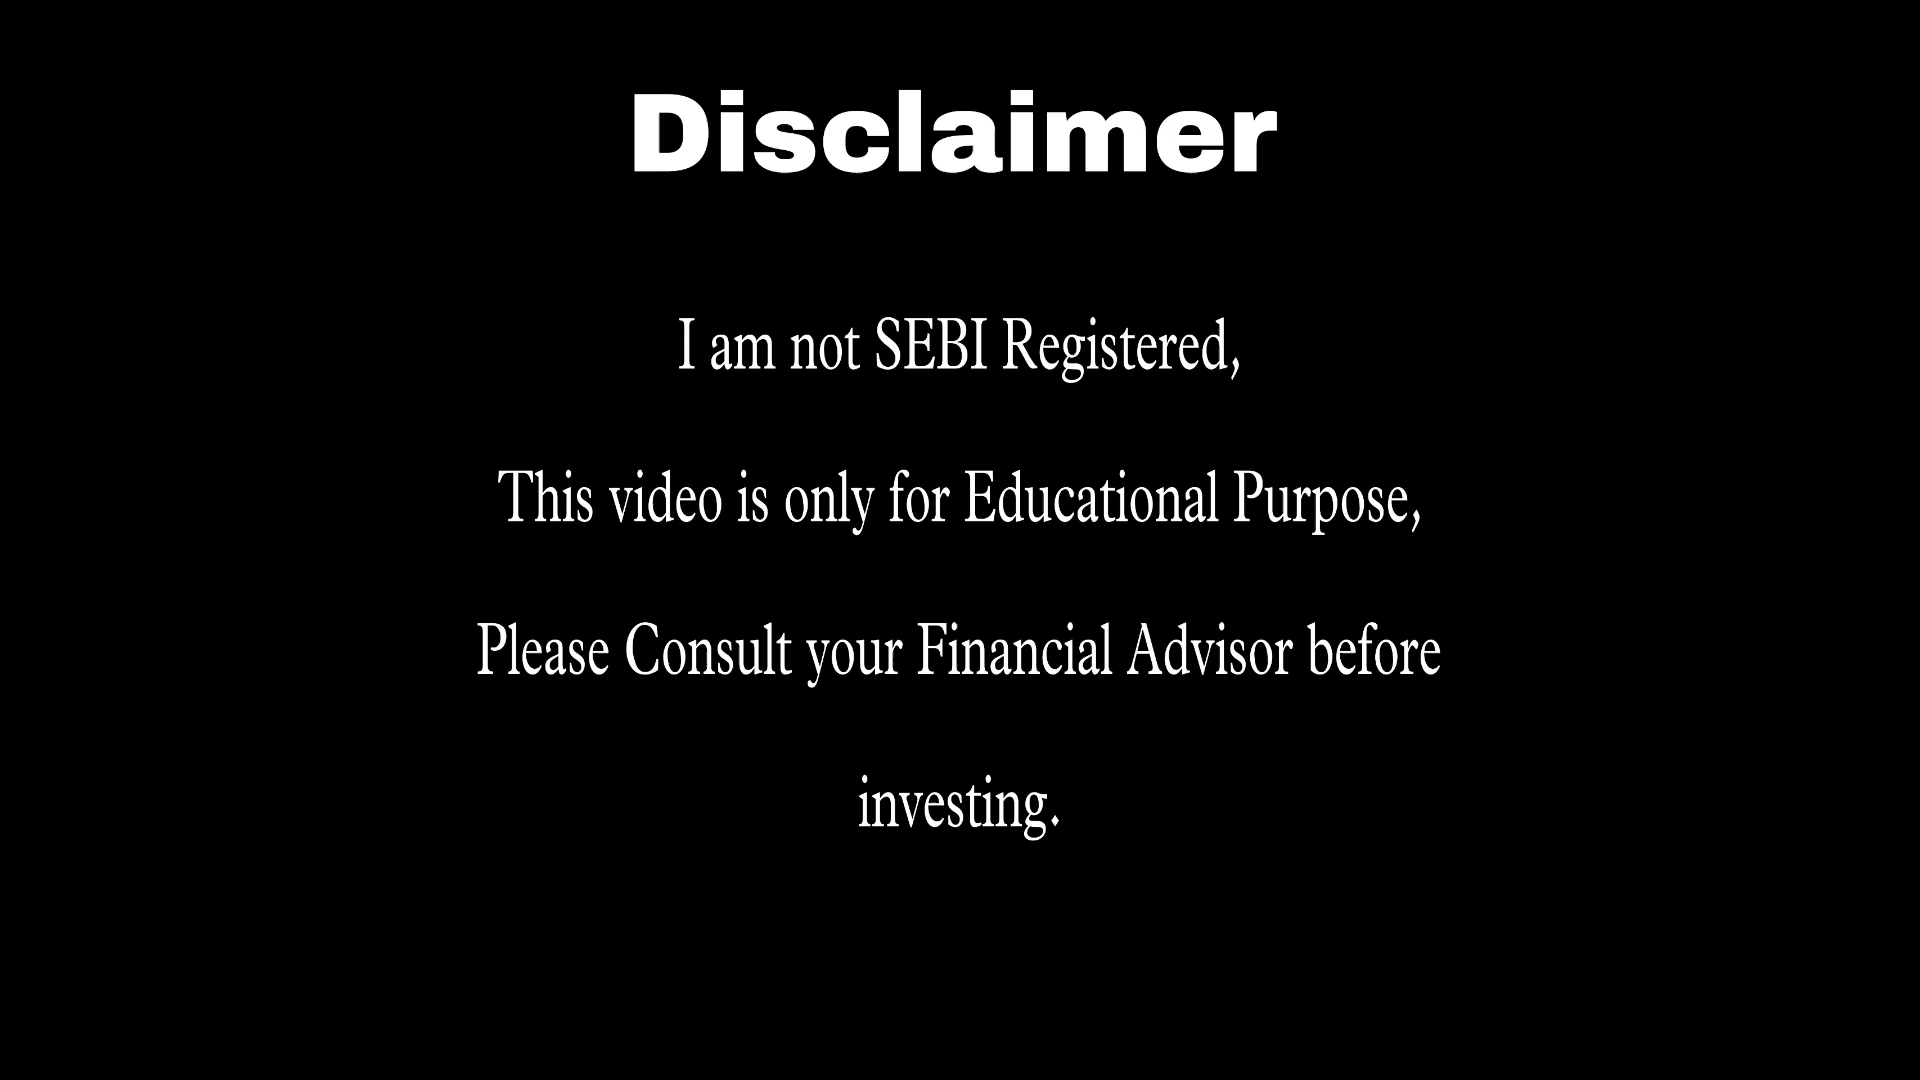 Disclaimer
I am not SEBI Registered,
This video is only for Educational Purpose,
Please Consult your Financial Advisor before
investing.